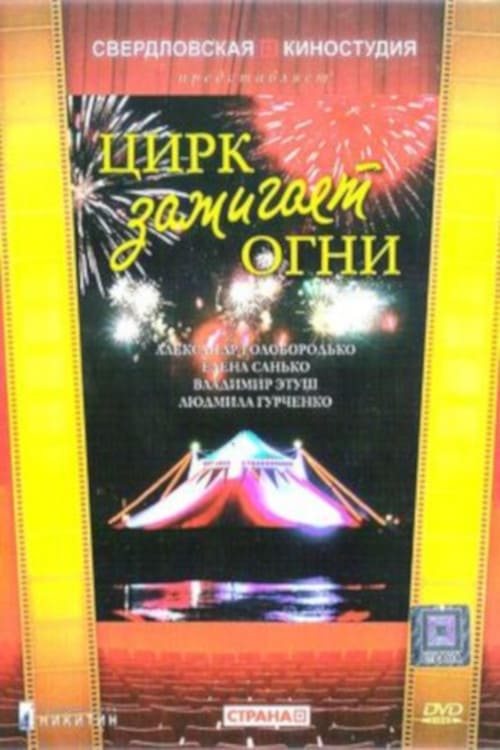 СВЕРДЛОВСКАЯ КИНОСТУДИЯ
представляет
ЦИРК
зажигает
ОГНИ
АЛЕКСАНДР ГОЛОБОРОДЬКО
ЕЛЕНА САНЬКО
ВЛАДИМИР ЭТУШ
ЛЮДМИЛА ГУРЧЕНКО
НИКИТИН
СТРАНА
DVD